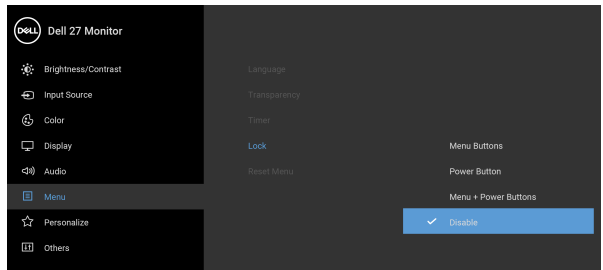 DELL Dell 27 Monitor
Brightness/Contrast
Input Source
Color
Display
Audio
Menu
Personalize
Others
Language
Transparency
Timer
Lock
Reset Menu
Menu Buttons
Power Button
Menu + Power Buttons
Disable